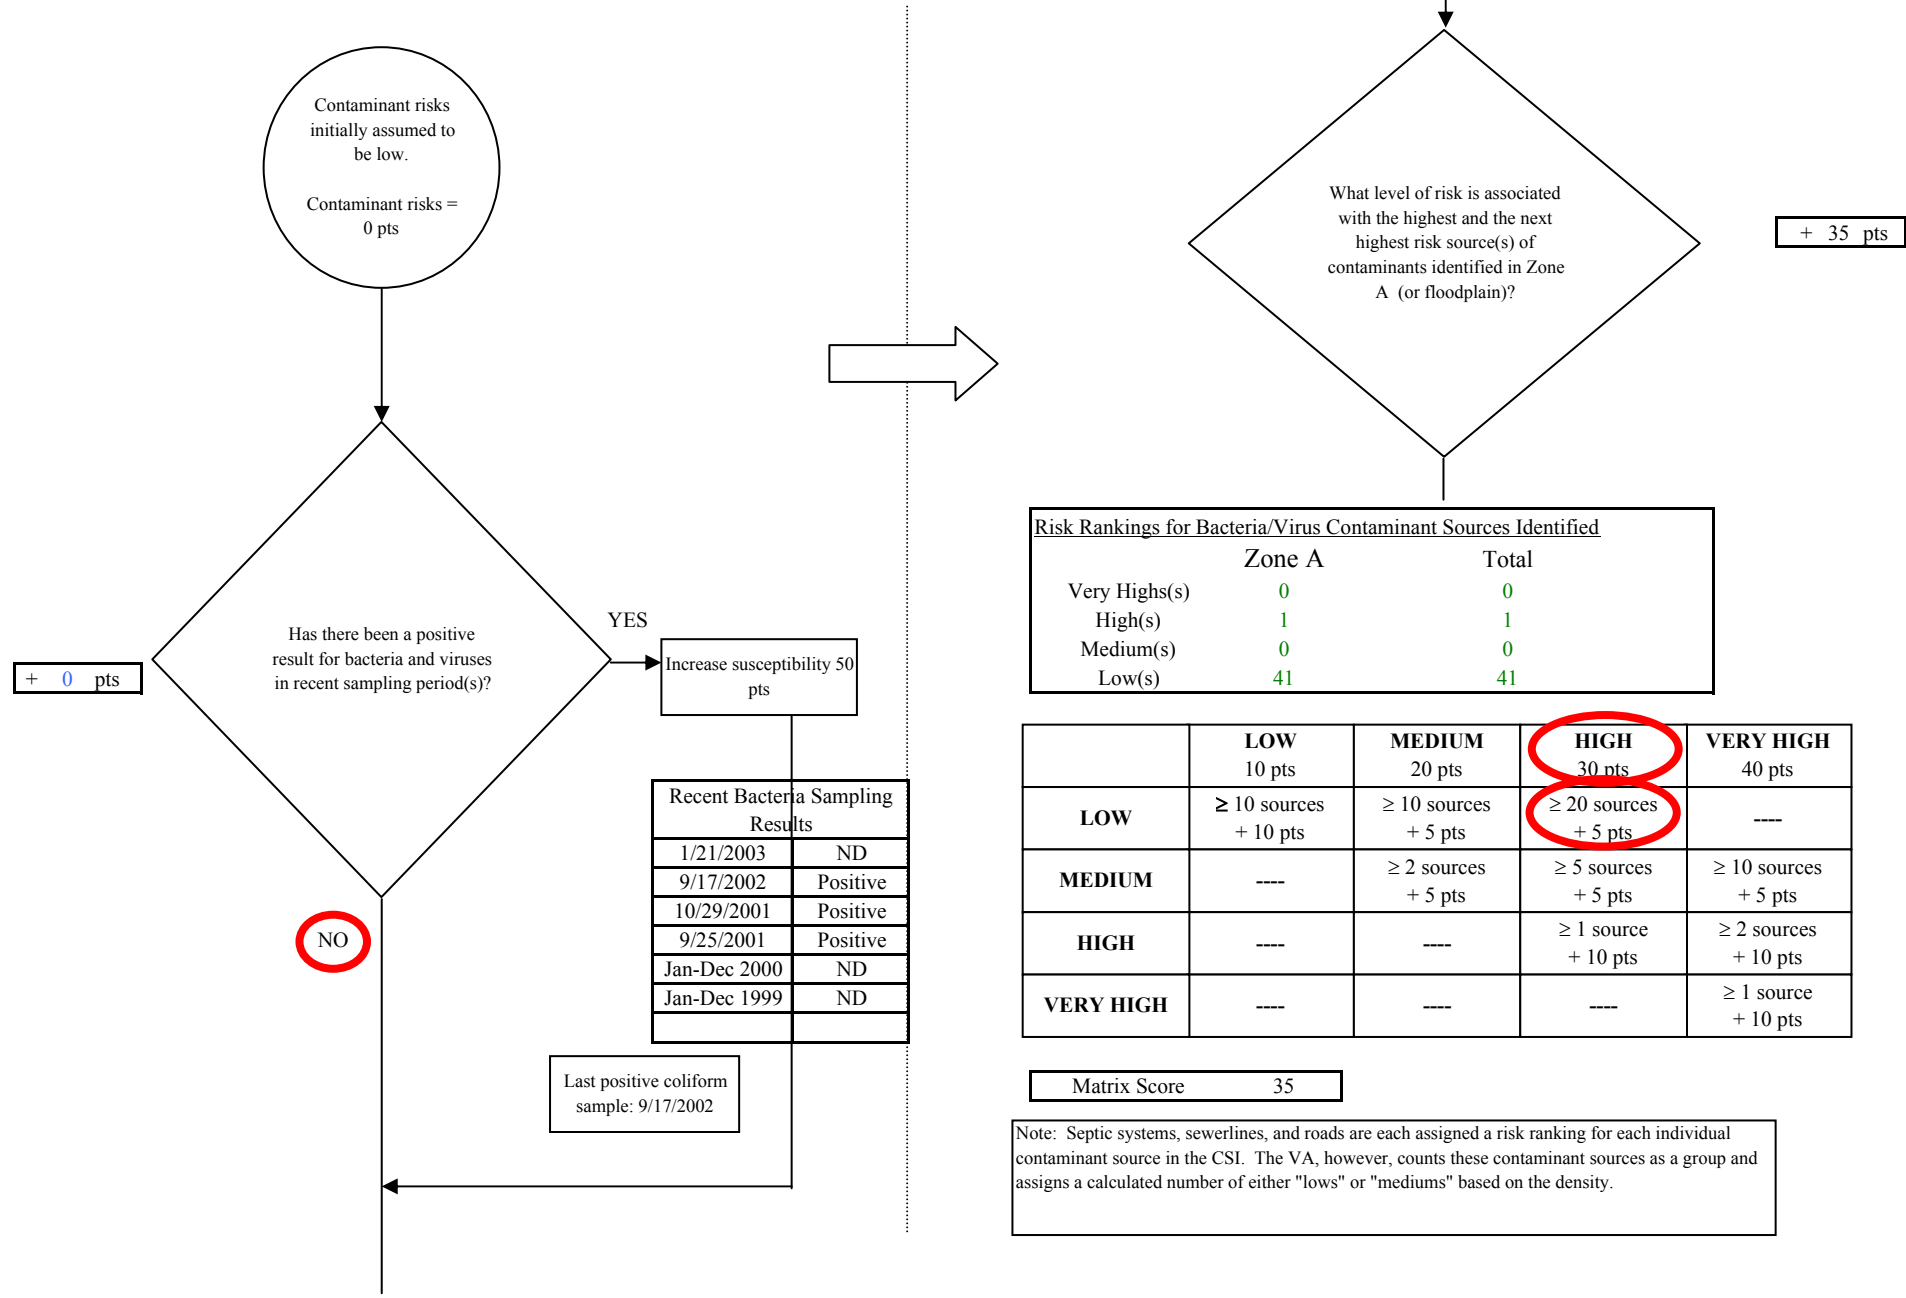 Contaminant risks
initially assumed to
be low.
Contaminant risks =
0 pts
Has there been a positive
result for bacteria and viruses
in recent sampling period(s)?
+ 0 pts
YES
Increase susceptibility 50
pts
NO
Recent Bacteria Sampling
Results
1/21/2003 ND
9/17/2002 Positive
10/29/2001 Positive
9/25/2001 Positive
Jan-Dec 2000 ND
Jan-Dec 1999 ND
Last positive coliform
sample: 9/17/2002
What level of risk is associated
with the highest and the next
highest risk source(s) of
contaminants identified in Zone
A (or floodplain)?
+ 35 pts
Risk Rankings for Bacteria/Virus Contaminant Sources Identified
Zone A Total
Very Highs(s) 0 0
High(s) 1 1
Medium(s) 0 0
Low(s) 41 41
LOW MEDIUM HIGH VERY HIGH
10 pts 20 pts 30 pts 40 pts
LOW ≥ 10 sources ≥ 10 sources ≥ 20 sources ----
+ 10 pts + 5 pts + 5 pts
MEDIUM ---- ≥ 2 sources ≥ 5 sources ≥ 10 sources
+ 5 pts + 5 pts + 5 pts
HIGH ---- ---- ≥ 1 source ≥ 2 sources
+ 10 pts + 10 pts
VERY HIGH ---- ---- ---- ≥ 1 source
+ 10 pts
Matrix Score 35
Note: Septic systems, sewerlines, and roads are each assigned a risk ranking for each individual
contaminant source in the CSI. The VA, however, counts these contaminant sources as a group and
assigns a calculated number of either "lows" or "mediums" based on the density.